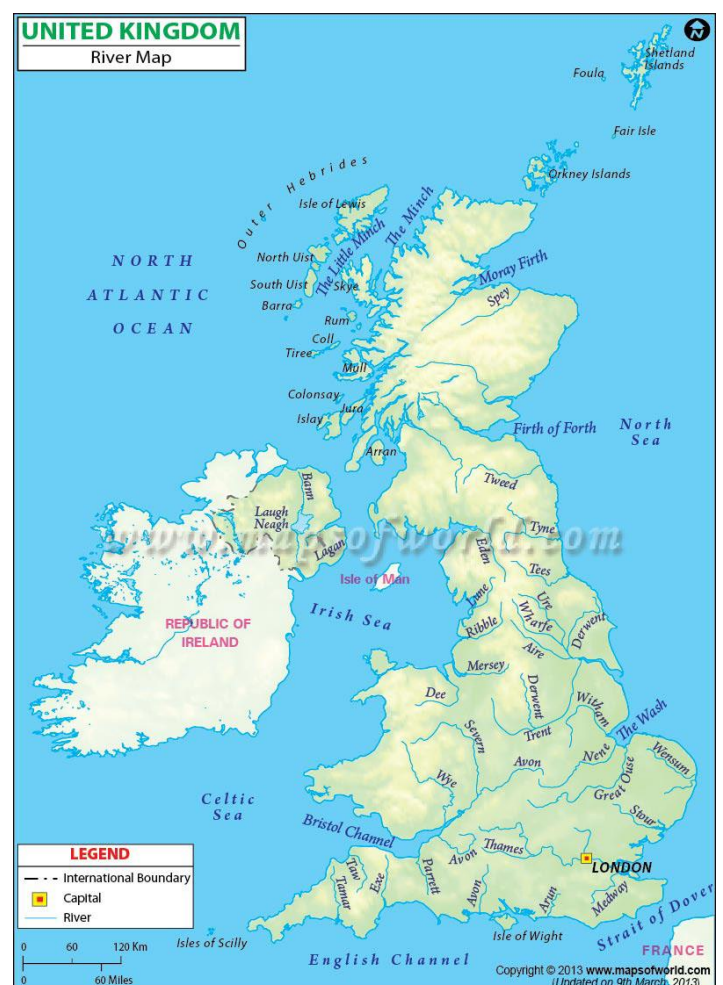 UNITED KINGDOM
River Map
N
Shetland
Islands
Foula
Fair Isle
Orkney Islands
Outer Hebrides
Isle of Lewis
The Minch
The Little Minch
North Uist
South Uist
Skye
Barra
Rum
Coll
Tiree
Mull
Colonsay
Jura
Islay
Arran
NORTH
ATLANTIC
OCEAN
Moray Firth
Spey
Firth of Forth
North
Sea
Tweed
Bann
Laugh
Neagh
Lagan
www.mapsofworld.com
Tyne
Eden
Tees
Isle of Man
Lune
Ure
Wharfe
Derwent
Irish Sea
REPUBLIC OF
IRELAND
Ribble
Aire
Mersey
Dee
Derwent
Witham
The Wash
Trent
Severn
Avon
Nene
Wensum
Great Ouse
Wye
Stour
Celtic
Sea
Bristol Channel
Avon
Thames
LONDON
Taw
Tamar
Exe
Parrett
Avon
Arun
Medway
Isle of Wight
Strait of Dover
Isles of Scilly
English Channel
FRANCE
LEGEND
International Boundary
Capital
River
0 60 120 Km
0 60 Miles
Copyright © 2013 www.mapsofworld.com
(Updated on 9th March, 2013)